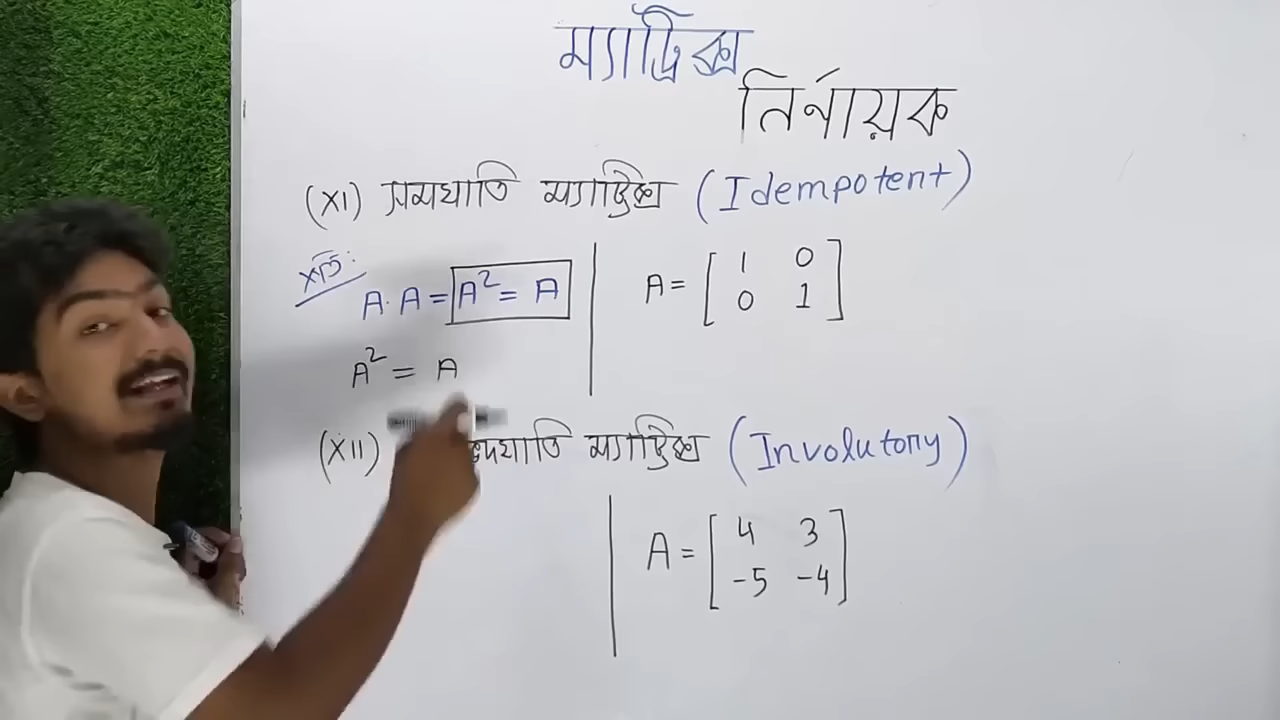 ম্যাট্রিক্স
নির্নায়ক
(XI) সমঘাতি ম্যাট্রিক্স (Idempotent)
শর্ত:
A·A = A² = A
A = [1 0
0 1]
A² = A
(XII) ম্যাট্রিক্স (Involutory)
A = [4 3
-5 -4]